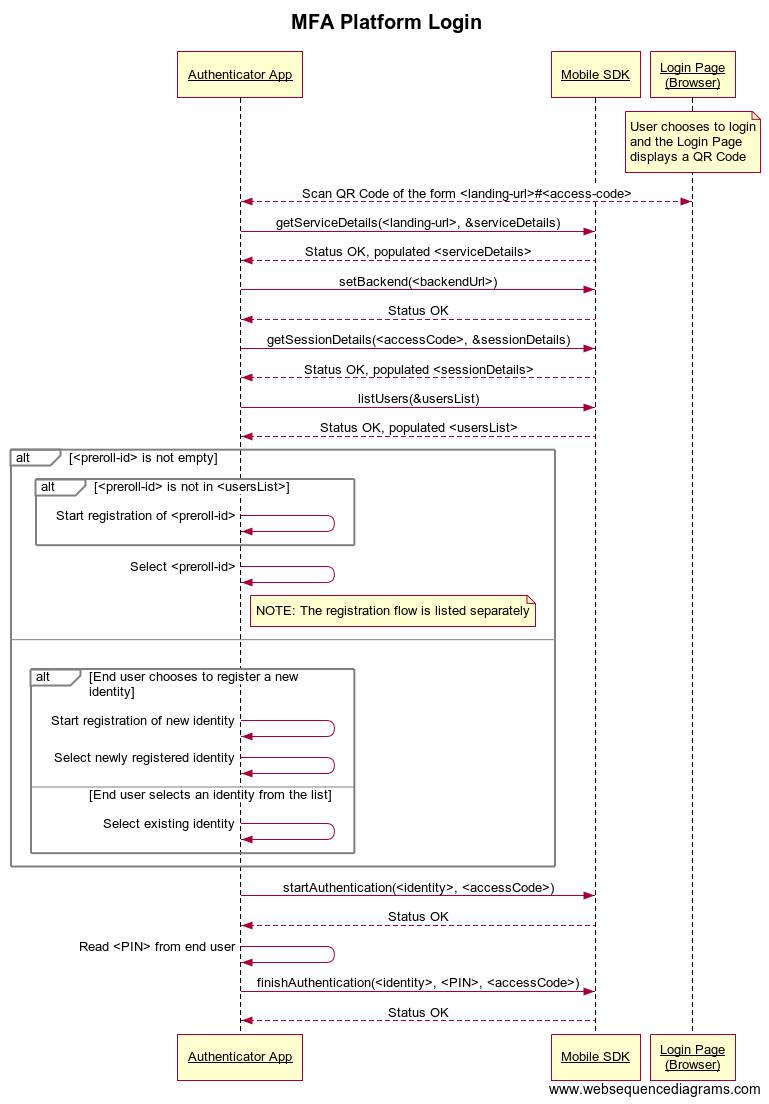 MFA Platform Login
Authenticator App
Mobile SDK
Login Page
(Browser)
User chooses to login
and the Login Page
displays a QR Code
Scan QR Code of the form <landing-url>#<access-code>
getServiceDetails(<landing-url>, &serviceDetails)
Status OK, populated <serviceDetails>
setBackend(<backendUrl>)
Status OK
getSessionDetails(<accessCode>, &sessionDetails)
Status OK, populated <sessionDetails>
listUsers(&usersList)
Status OK, populated <usersList>
alt [<preroll-id> is not empty]
alt [<preroll-id> is not in <usersList>]
Start registration of <preroll-id>
Select <preroll-id>
NOTE: The registration flow is listed separately
alt [End user chooses to register a new
identity]
Start registration of new identity
Select newly registered identity
[End user selects an identity from the list]
Select existing identity
startAuthentication(<identity>, <accessCode>)
Status OK
Read <PIN> from end user
finishAuthentication(<identity>, <PIN>, <accessCode>)
Status OK
Authenticator App
Mobile SDK
Login Page
(Browser)
www.websequencediagrams.com